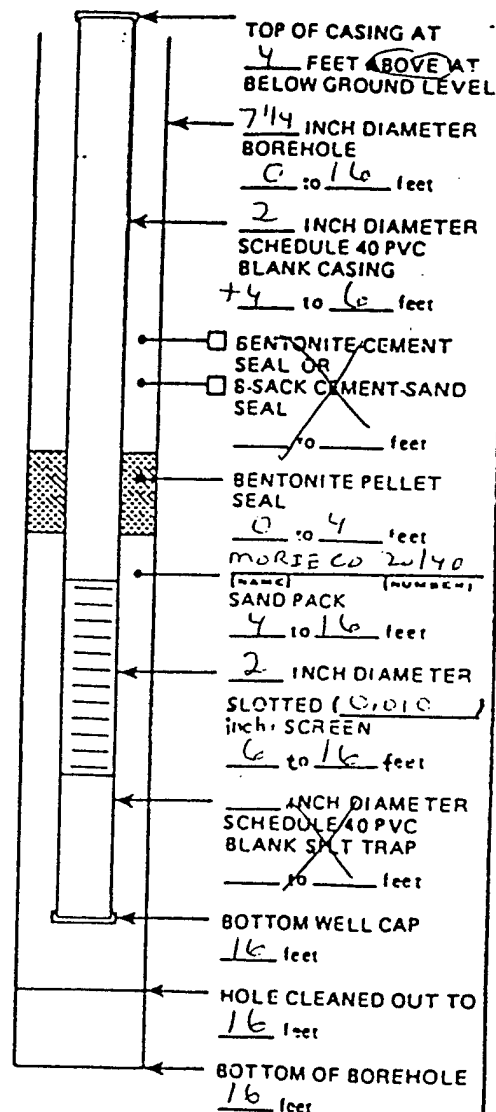 TOP OF CASING AT
4 FEET ABOVE AT
BELOW GROUND LEVEL
7 1/4 INCH DIAMETER
BOREHOLE
0 to 16 feet
2 INCH DIAMETER
SCHEDULE 40 PVC
BLANK CASING
+4 to 6 feet
BENTONITE-CEMENT
SEAL OR
8-SACK CEMENT-SAND
SEAL
to feet
BENTONITE PELLET
SEAL
0 to 4 feet
MORIE CO 20/40
(NAME) (NUMBER)
SAND PACK
4 to 16 feet
2 INCH DIAMETER
SLOTTED (0.010
inch) SCREEN
6 to 16 feet
INCH DIAMETER
SCHEDULE 40 PVC
BLANK SILT TRAP
to feet
BOTTOM WELL CAP
16 feet
HOLE CLEANED OUT TO
16 feet
BOTTOM OF BOREHOLE
16 feet